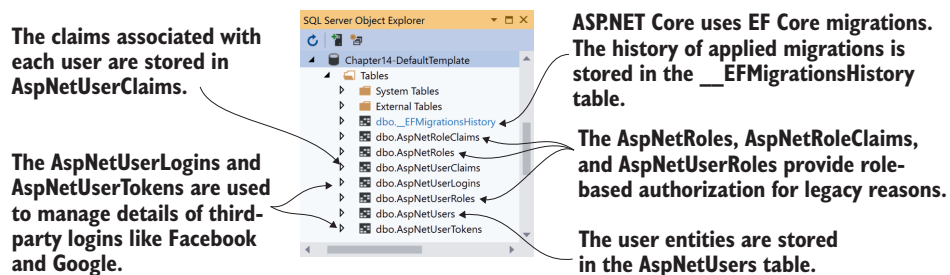 The claims associated with
each user are stored in
AspNetUserClaims.
The AspNetUserLogins and
AspNetUserTokens are used
to manage details of third-
party logins like Facebook
and Google.
SQL Server Object Explorer
Chapter14-DefaultTemplate
Tables
System Tables
External Tables
dbo.__EFMigrationsHistory
dbo.AspNetRoleClaims
dbo.AspNetRoles
dbo.AspNetUserClaims
dbo.AspNetUserLogins
dbo.AspNetUserRoles
dbo.AspNetUsers
dbo.AspNetUserTokens
ASP.NET Core uses EF Core migrations.
The history of applied migrations is
stored in the __EFMigrationsHistory
table.
The AspNetRoles, AspNetRoleClaims,
and AspNetUserRoles provide role-
based authorization for legacy reasons.
The user entities are stored
in the AspNetUsers table.